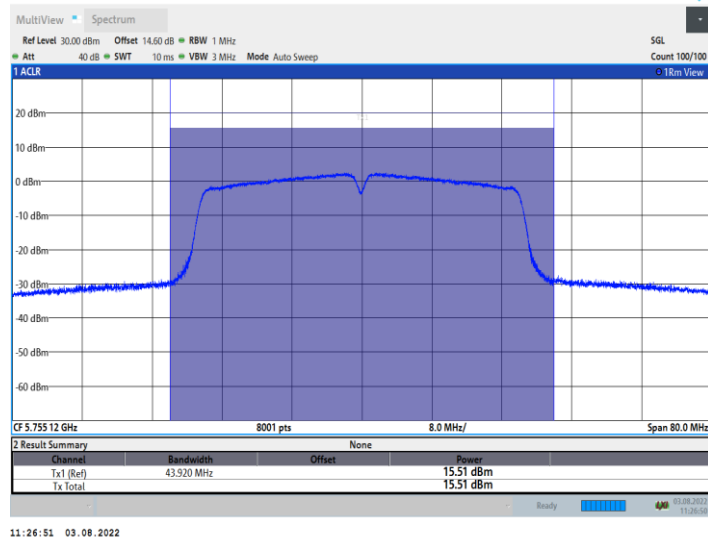 MultiView Spectrum
Ref Level 30.00 dBm Offset 14.60 dB RBW 1 MHz SGL
Att 40 dB SWT 10 ms VBW 3 MHz Mode Auto Sweep Count 100/100
1 ACLR 1Rm View
20 dBm
10 dBm
0 dBm
-10 dBm
-20 dBm
-30 dBm
-40 dBm
-50 dBm
-60 dBm
CF 5.755 12 GHz 8001 pts 8.0 MHz/ Span 80.0 MHz
2 Result Summary None
Channel Bandwidth Offset Power
Tx1 (Ref) 43.920 MHz 15.51 dBm
Tx Total 15.51 dBm
Ready 03.08.2022
11:26:50
11:26:51 03.08.2022